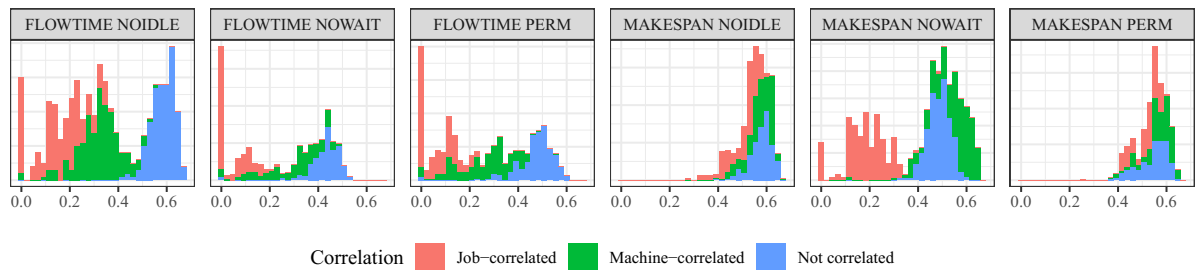 FLOWTIME NOIDLE FLOWTIME NOWAIT FLOWTIME PERM MAKESPAN NOIDLE MAKESPAN NOWAIT MAKESPAN PERM
0.0 0.2 0.4 0.6 0.0 0.2 0.4 0.6 0.0 0.2 0.4 0.6 0.0 0.2 0.4 0.6 0.0 0.2 0.4 0.6 0.0 0.2 0.4 0.6
Correlation Job−correlated Machine−correlated Not correlated